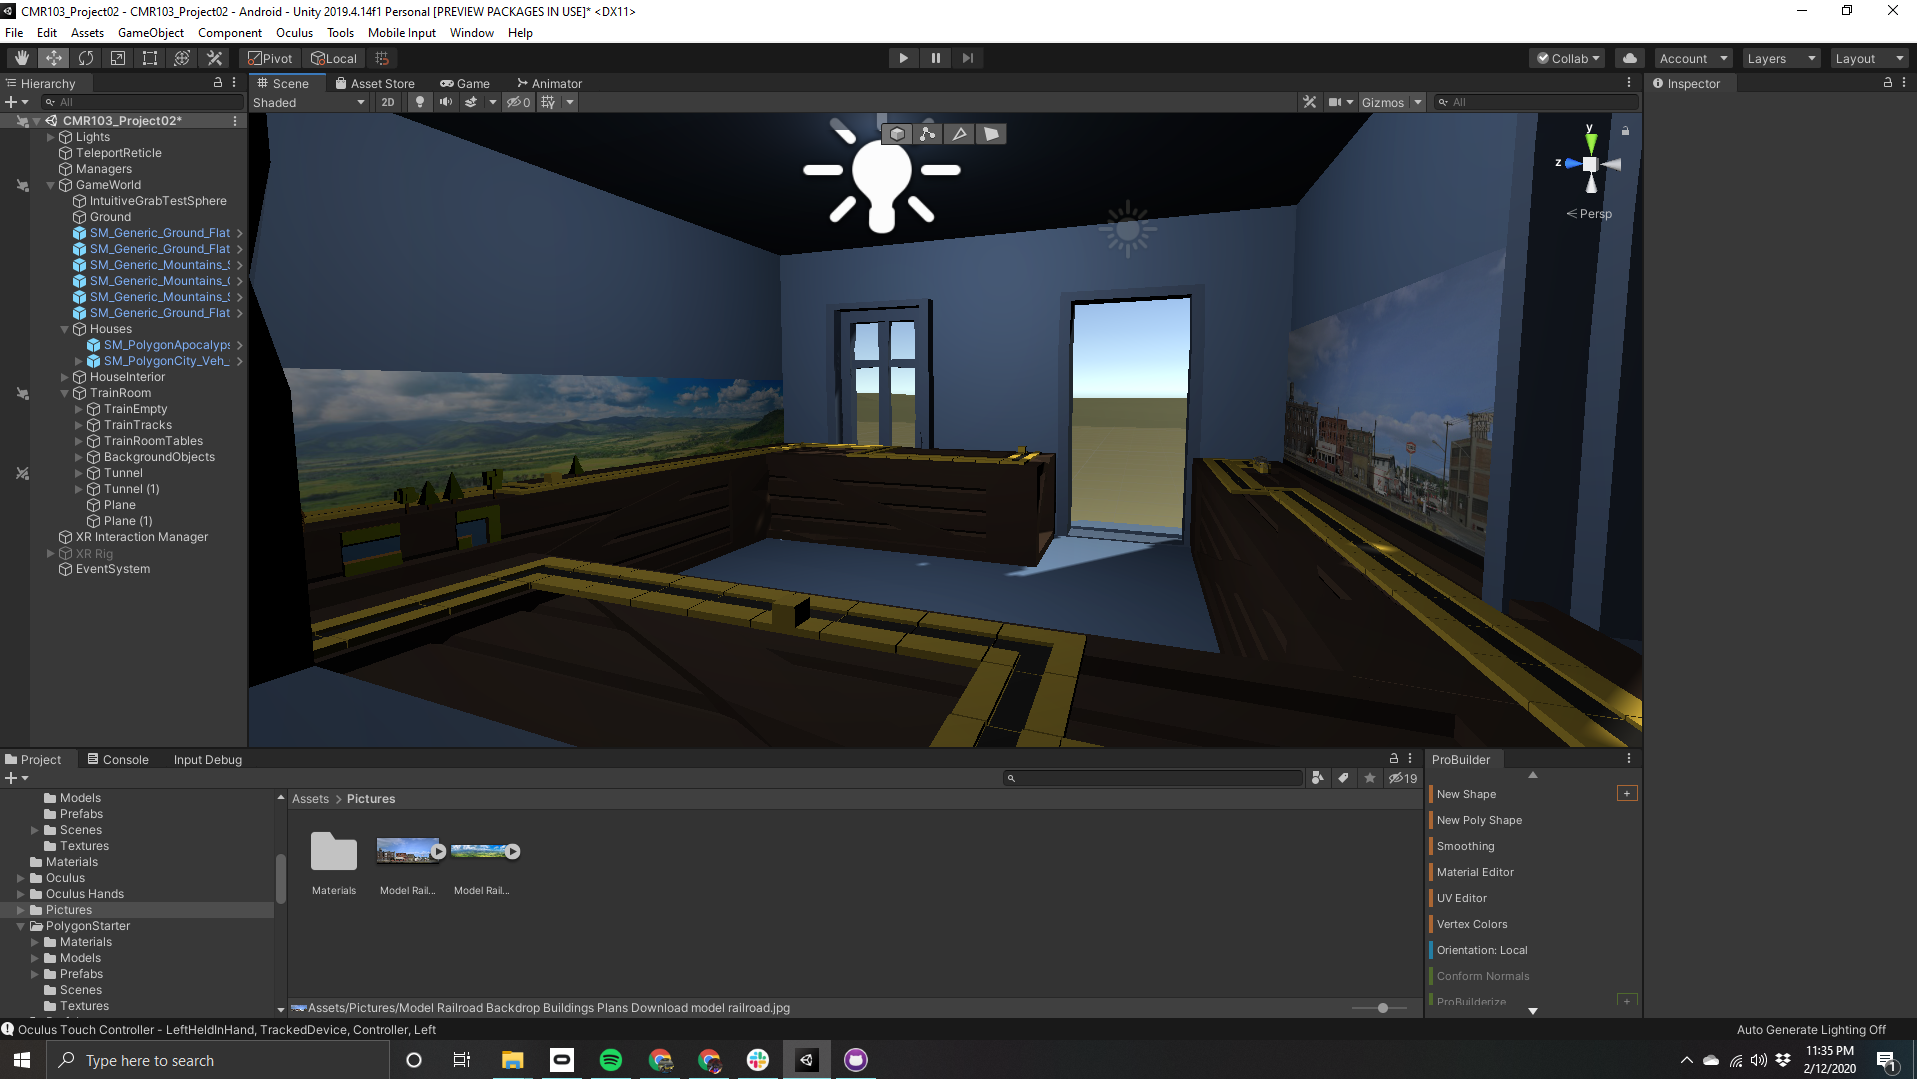 CMR103_Project02 - CMR103_Project02 - Android - Unity 2019.4.14f1 Personal [PREVIEW PACKAGES IN USE]* <DX11>
File Edit Assets GameObject Component Oculus Tools Mobile Input Window Help
Pivot Local Collab Account Layers Layout
Hierarchy
All
CMR103_Project02*
Lights
TeleportReticle
Managers
GameWorld
IntuitiveGrabTestSphere
Ground
SM_Generic_Ground_Flat
SM_Generic_Ground_Flat
SM_Generic_Mountains_S
SM_Generic_Mountains_
SM_Generic_Mountains_S
SM_Generic_Ground_Flat
Houses
SM_PolygonApocalyps
SM_PolygonCity_Veh_
HouseInterior
TrainRoom
TrainEmpty
TrainTracks
TrainRoomTables
BackgroundObjects
Tunnel
Tunnel (1)
Plane
Plane (1)
XR Interaction Manager
XR Rig
EventSystem
Scene Asset Store Game Animator
Shaded 2D 0 Gizmos All
y
z
Persp
Inspector
Project Console Input Debug
19
Models
Prefabs
Scenes
Textures
Materials
Oculus
Oculus Hands
Pictures
PolygonStarter
Materials
Models
Prefabs
Scenes
Textures
Assets > Pictures
Materials Model Rail... Model Rail...
Assets/Pictures/Model Railroad Backdrop Buildings Plans Download model railroad.jpg
ProBuilder
New Shape
New Poly Shape
Smoothing
Material Editor
UV Editor
Vertex Colors
Orientation: Local
Conform Normals
ProBuilderize
Oculus Touch Controller - LeftHeldInHand, TrackedDevice, Controller, Left
Auto Generate Lighting Off
Type here to search
11:35 PM
2/12/2020
1